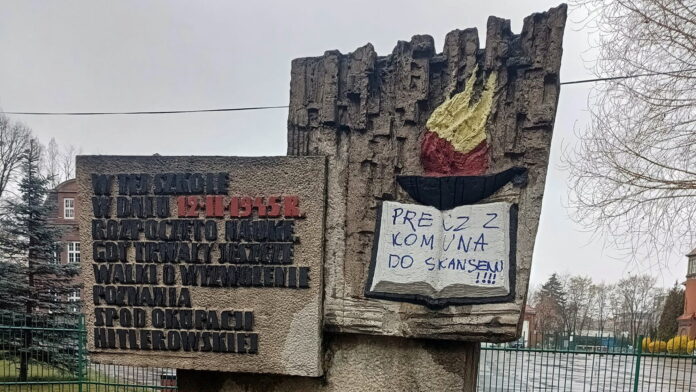 W TEJ SZKOLE
W DNIU 12·II·1945R.
ROZPOCZĘTO NAUKĘ,
GDY TRWAŁY JESZCZE
WALKI O WYZWOLENIE
POZNANIA
SPOD OKUPACJI
HITLEROWSKIEJ
PRECZ Z
KOMUNĄ
DO SKANSENU
!!!!